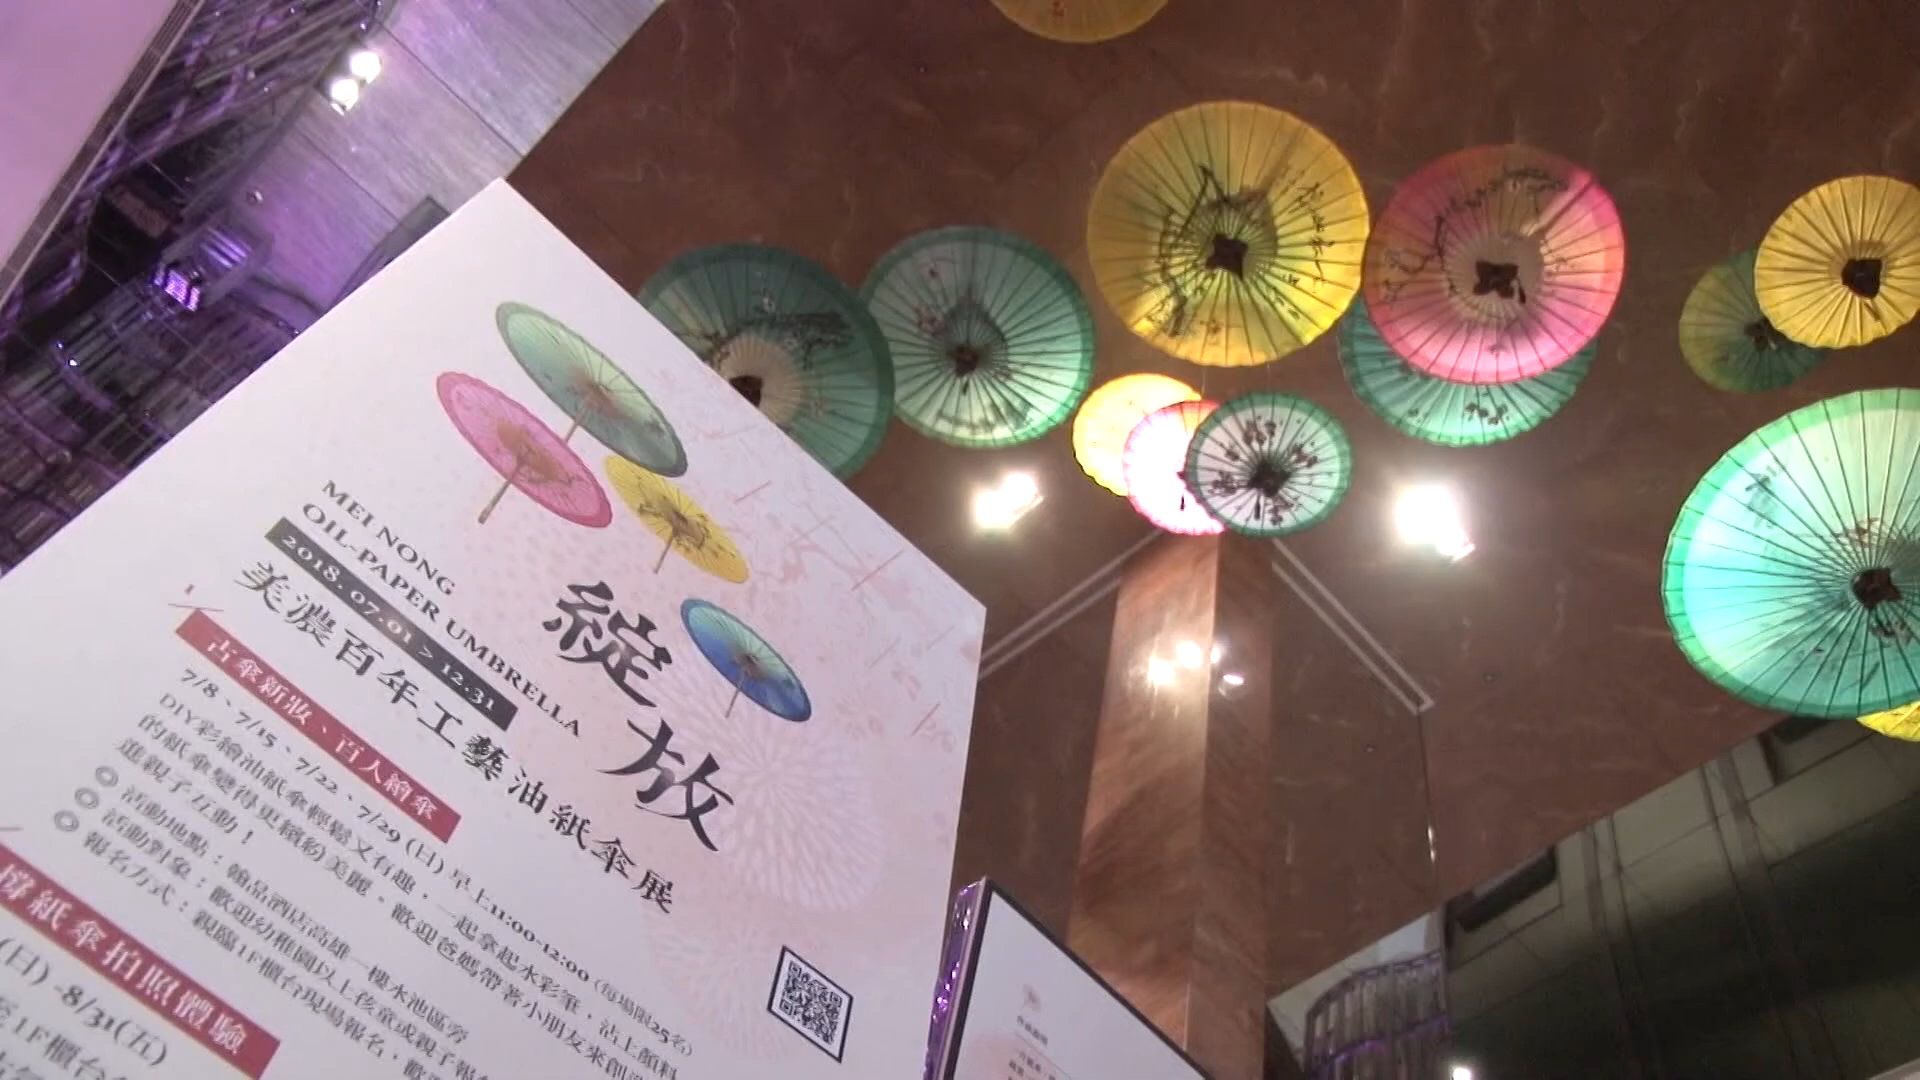 綻放
MEI NONG
OIL-PAPER UMBRELLA
2018.07.01 > 12.31
美濃百年工藝油紙傘展
古傘新妝、百人繪傘
7/8、7/15、7/22、7/29 (日) 早上11:00-12:00 (每場限25名)
DIY彩繪油紙傘輕鬆又有趣，一起拿起水彩筆，沾上顏料
的紙傘變得更繽紛美麗。歡迎爸媽帶著小朋友來創
進親子互動！
◎ 活動地點：翰品酒店高雄一樓水池區旁
◎ 活動對象：歡迎幼稚園以上孩童或親子報
◎ 報名方式：親臨1F櫃台現場報名，歡
撐紙傘拍照體驗
(日) -8/31(五)
至1F櫃台